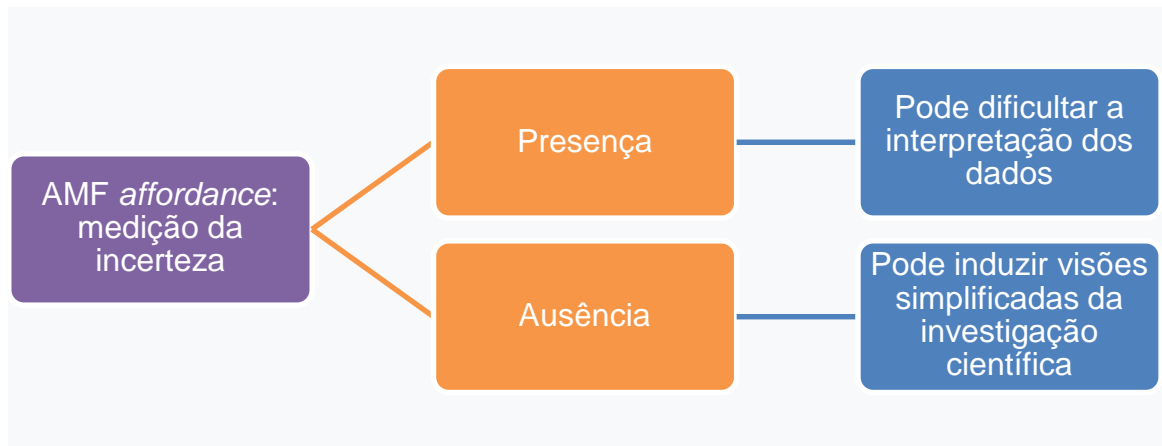 AMF affordance:
medição da
incerteza
Presença
Pode dificultar a
interpretação dos
dados
Ausência
Pode induzir visões
simplificadas da
investigação
científica